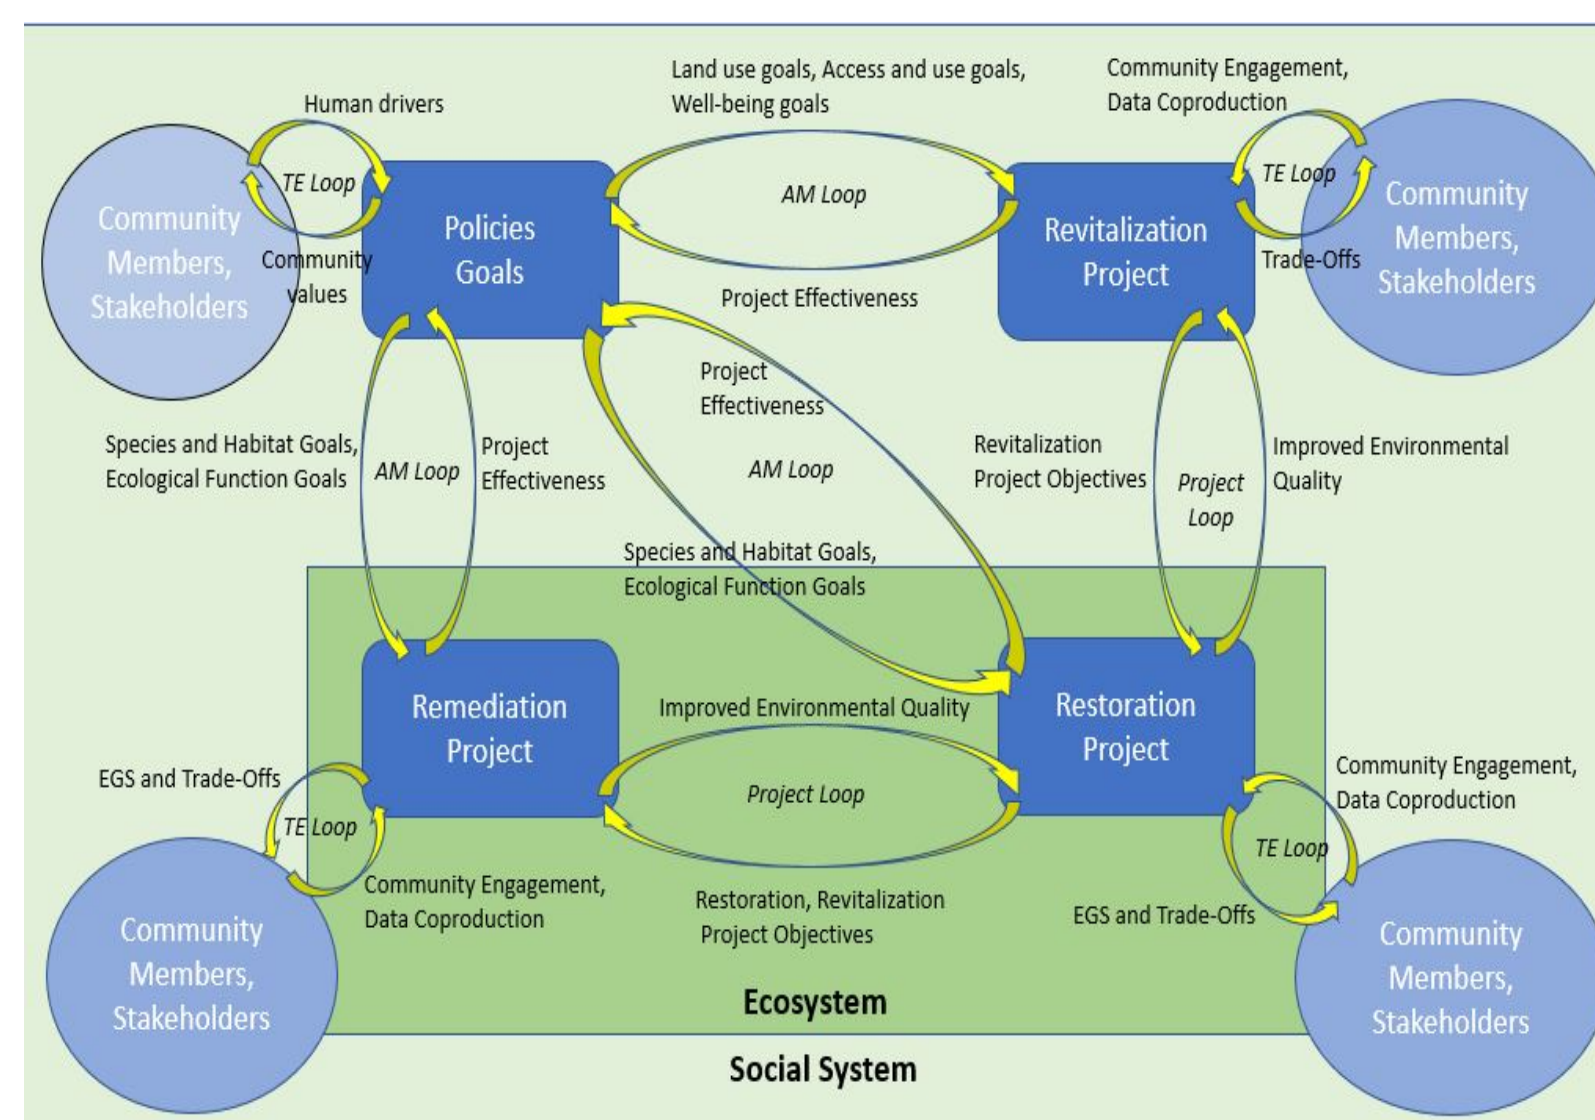 Land use goals, Access and use goals,
Well-being goals
Community Engagement,
Data Coproduction
Human drivers
TE Loop
Community
Members,
Stakeholders
Community
values
Policies
Goals
AM Loop
Project Effectiveness
Revitalization
Project
TE Loop
Trade-Offs
Community
Members,
Stakeholders
Species and Habitat Goals,
Ecological Function Goals
AM Loop
Project
Effectiveness
Project
Effectiveness
AM Loop
Species and Habitat Goals,
Ecological Function Goals
Revitalization
Project Objectives
Project
Loop
Improved Environmental
Quality
Remediation
Project
Improved Environmental Quality
Project Loop
Restoration, Revitalization
Project Objectives
Restoration
Project
EGS and Trade-Offs
TE Loop
Community Engagement,
Data Coproduction
Community
Members,
Stakeholders
Community Engagement,
Data Coproduction
TE Loop
EGS and Trade-Offs
Community
Members,
Stakeholders
Ecosystem
Social System